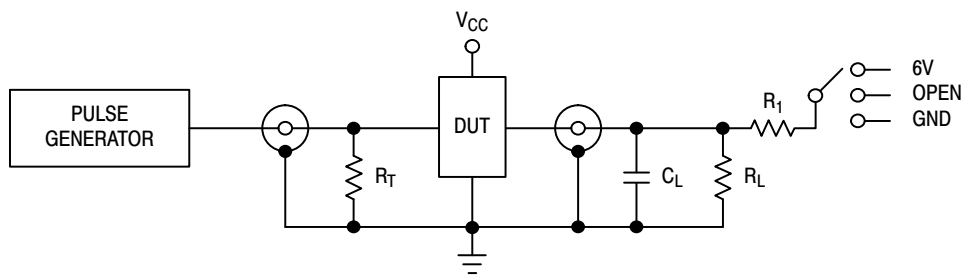 V_CC
PULSE
GENERATOR
R_T
DUT
C_L
R_L
R_1
6V
OPEN
GND